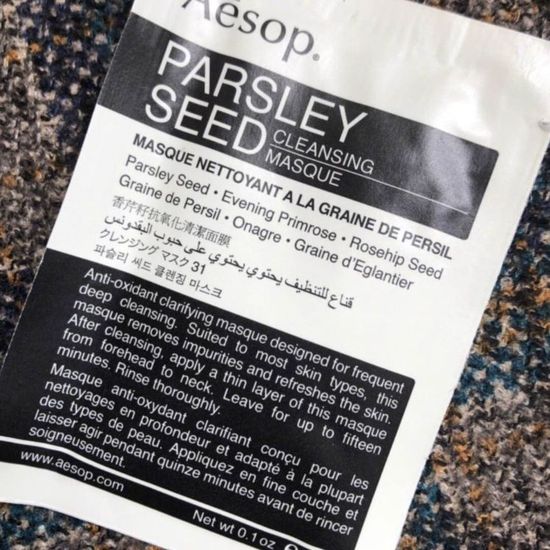 Aesop.
PARSLEY
SEED CLEANSING
MASQUE
MASQUE NETTOYANT A LA GRAINE DE PERSIL
Parsley Seed • Evening Primrose • Rosehip Seed
Graine de Persil • Onagre • Graine d'Eglantier
香芹籽抗氧化清潔面膜
قناع للتنظيف يحتوي يحتوي على حبوب البقدونس
クレンジング マスク 31
파슬리 씨드 클렌징 마스크
Anti-oxidant clarifying masque designed for frequent
deep cleansing. Suited to most skin types, this
masque removes impurities and refreshes the skin.
After cleansing, apply a thin layer of this masque
from forehead to neck. Leave for up to fifteen
minutes. Rinse thoroughly.
Masque anti-oxydant clarifiant conçu pour les
nettoyages en profondeur et adapté à la plupart
des types de peau. Appliquez en fine couche et
laisser agir pendant quinze minutes avant de rincer
soigneusement.
www.aesop.com
Net wt 0.1oz